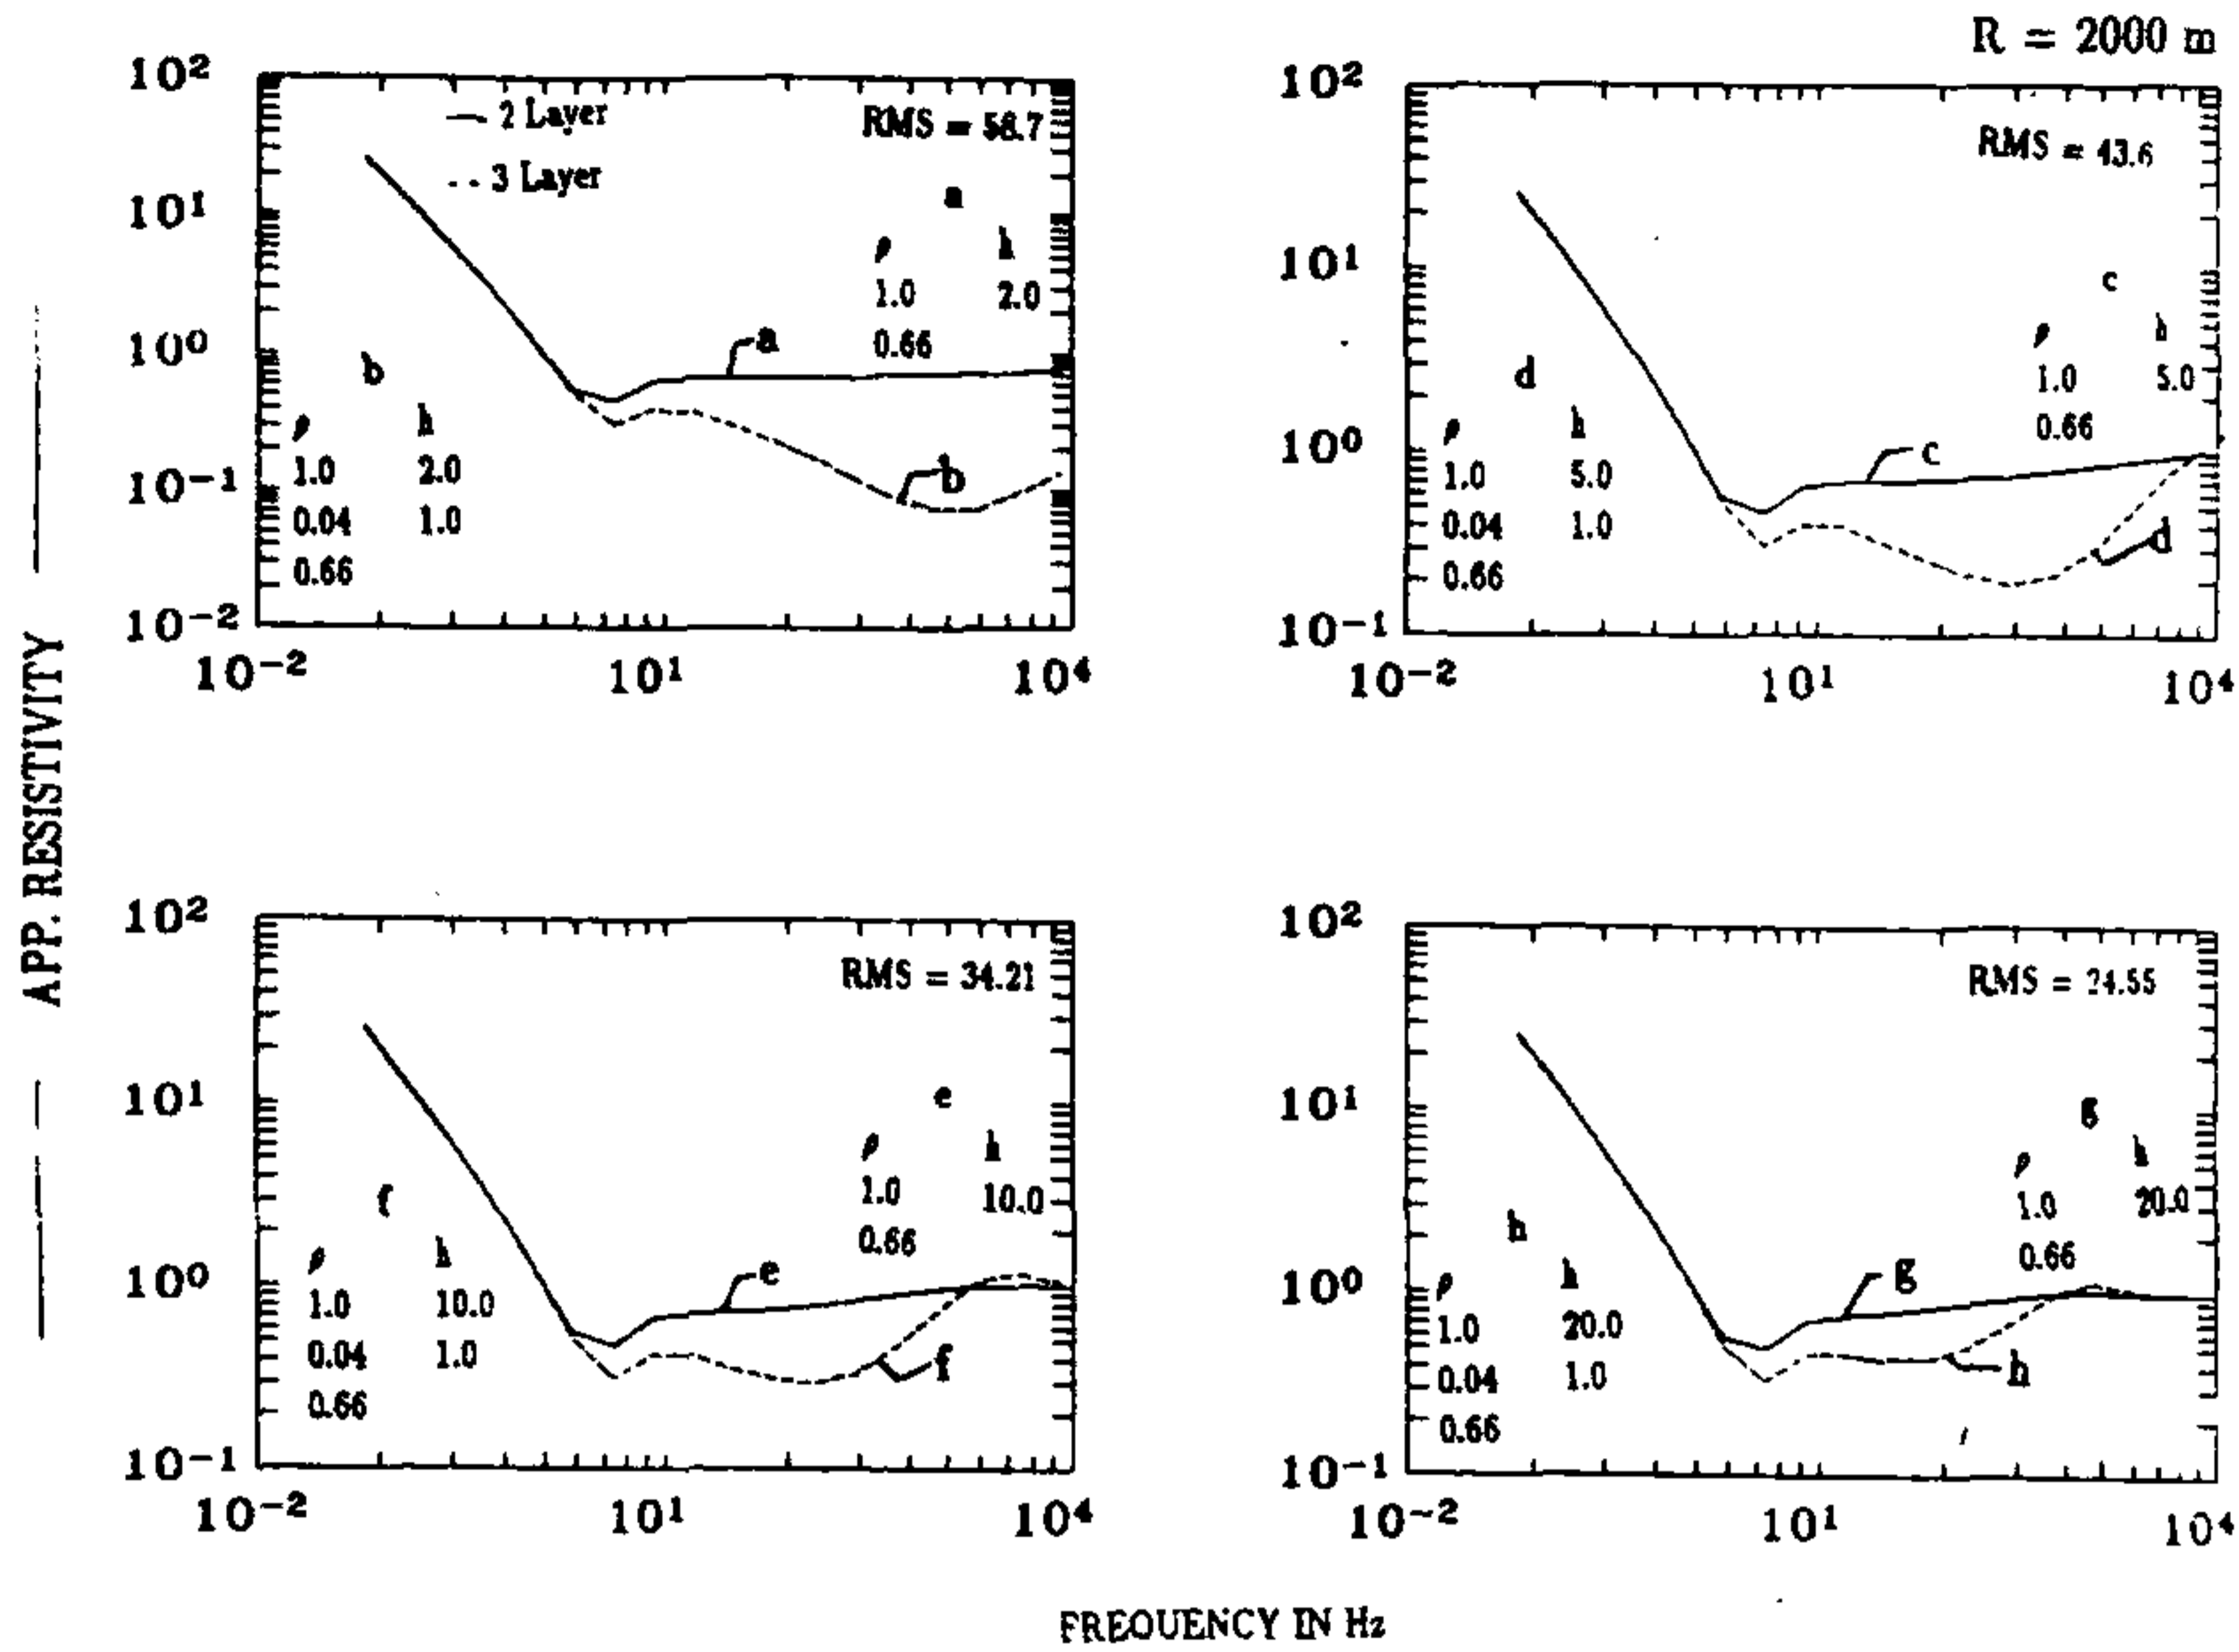 R = 2000 m
10² 10¹ 10⁰ 10⁻¹ 10⁻²
— 2 Layer
-- 3 Layer
RMS = 58.7
a
ρ h
1.0 2.0
0.66
a
b
ρ h
1.0 2.0
0.04 1.0
0.66
b
10⁻² 10¹ 10⁴
10² 10¹ 10⁰ 10⁻¹
RMS = 43.6
c
ρ h
1.0 5.0
0.66
c
d
ρ h
1.0 5.0
0.04 1.0
0.66
d
10⁻² 10¹ 10⁴
APP. RESISTIVITY
10² 10¹ 10⁰ 10⁻¹
RMS = 34.21
e
ρ h
1.0 10.0
0.66
e
f
ρ h
1.0 10.0
0.04 1.0
0.66
f
10⁻² 10¹ 10⁴
10² 10¹ 10⁰ 10⁻¹
RMS = 24.55
g
ρ h
1.0 20.0
0.66
g
h
ρ h
1.0 20.0
0.04 1.0
0.66
h
10⁻² 10¹ 10⁴
FREQUENCY IN Hz